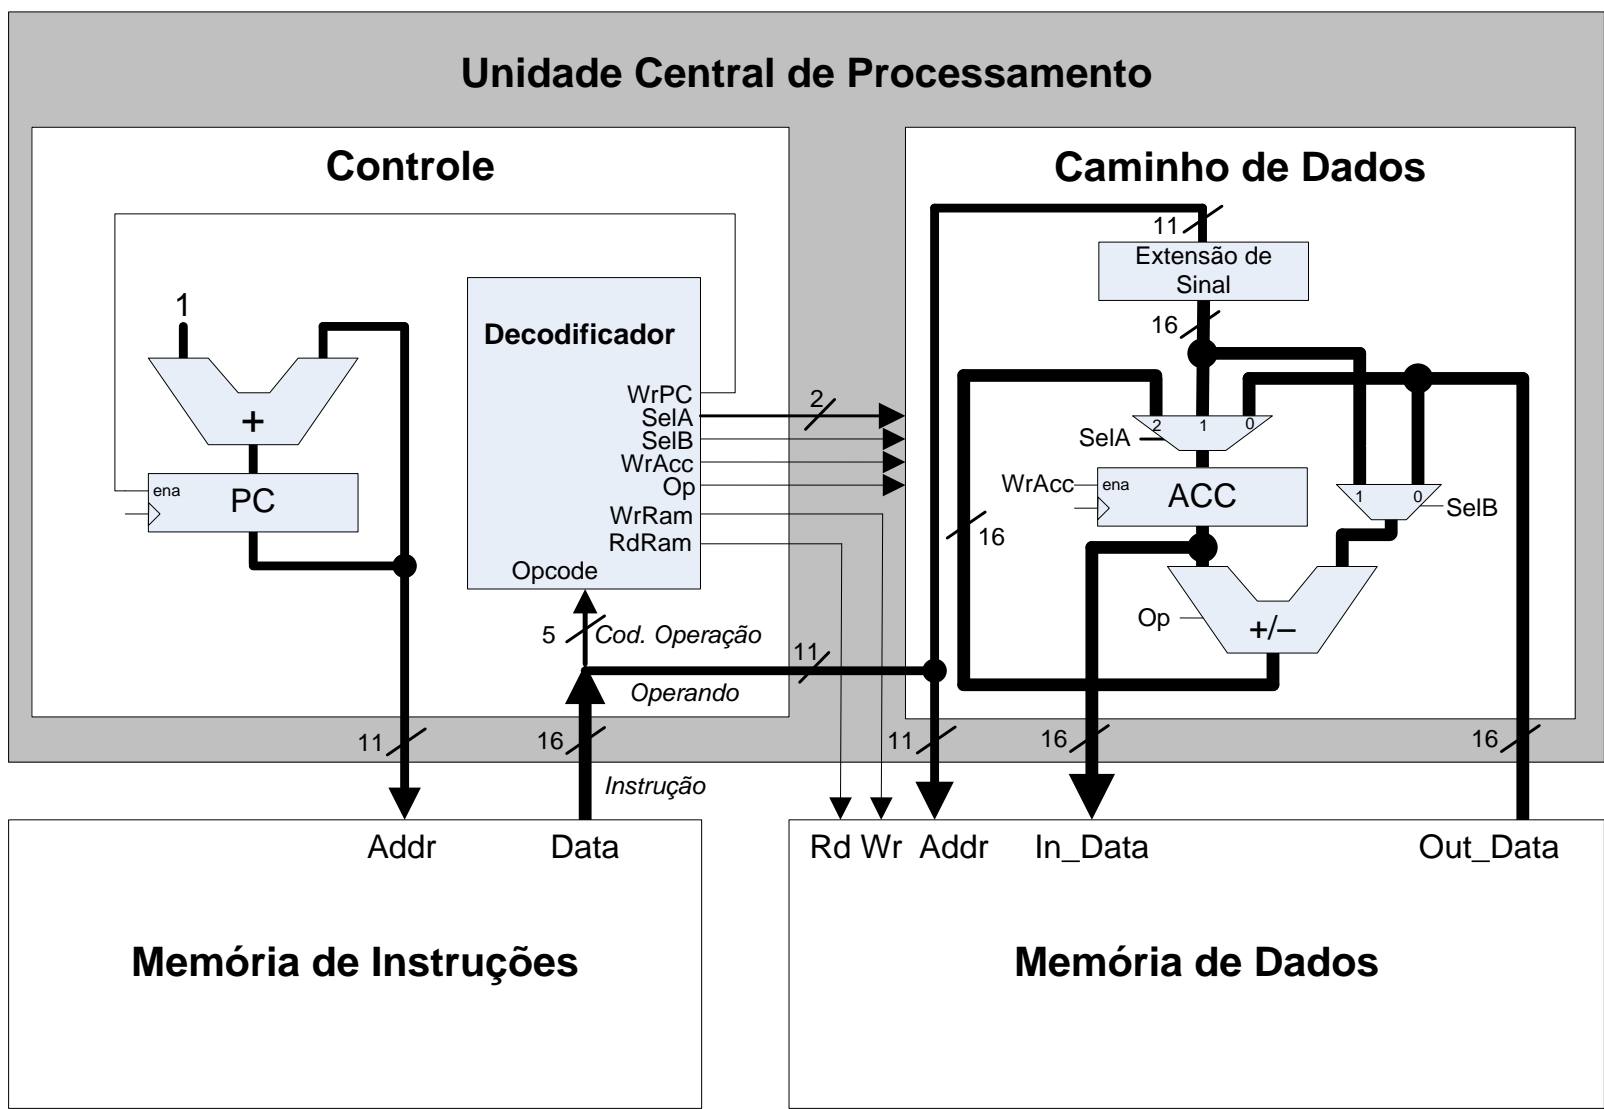 Unidade Central de Processamento
Controle
1
+
ena
PC
Decodificador
WrPC
SelA
SelB
WrAcc
Op
WrRam
RdRam
Opcode
5
Cod. Operação
Operando
11
2
11
16
Instrução
Caminho de Dados
11
Extensão de
Sinal
16
2 1 0
SelA
WrAcc
ena
ACC
1 0
SelB
16
Op
+/–
11
16
16
Addr
Data
Memória de Instruções
Rd Wr Addr
In_Data
Out_Data
Memória de Dados